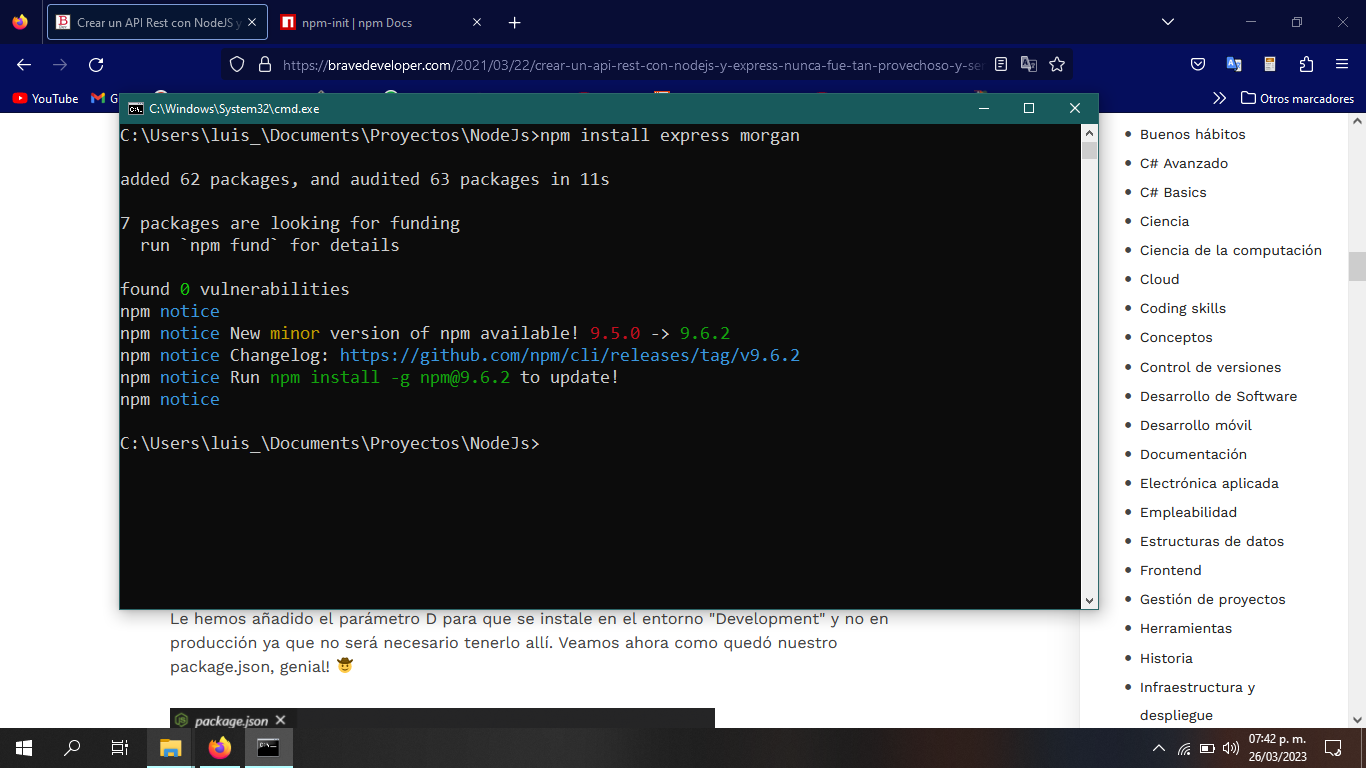 Crear un API Rest con NodeJS y
npm-init | npm Docs
https://bravedeveloper.com/2021/03/22/crear-un-api-rest-con-nodejs-y-express-nunca-fue-tan-provechoso-y-ser
YouTube
G
Otros marcadores
C:\Windows\System32\cmd.exe
C:\Users\luis_\Documents\Proyectos\NodeJs>npm install express morgan
added 62 packages, and audited 63 packages in 11s
7 packages are looking for funding
run `npm fund` for details
found 0 vulnerabilities
npm notice
npm notice New minor version of npm available! 9.5.0 -> 9.6.2
npm notice Changelog: https://github.com/npm/cli/releases/tag/v9.6.2
npm notice Run npm install -g npm@9.6.2 to update!
npm notice
C:\Users\luis_\Documents\Proyectos\NodeJs>
Buenos hábitos
C# Avanzado
C# Basics
Ciencia
Ciencia de la computación
Cloud
Coding skills
Conceptos
Control de versiones
Desarrollo de Software
Desarrollo móvil
Documentación
Electrónica aplicada
Empleabilidad
Estructuras de datos
Frontend
Gestión de proyectos
Herramientas
Historia
Infraestructura y
despliegue
Le hemos añadido el parámetro D para que se instale en el entorno "Development" y no en
producción ya que no será necesario tenerlo allí. Veamos ahora como quedó nuestro
package.json, genial! 🤠
package.json
07:42 p. m.
26/03/2023